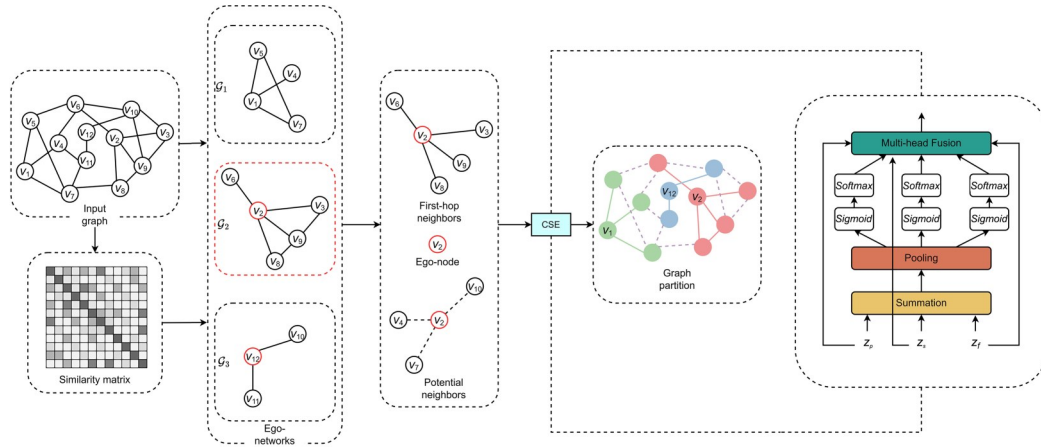 V5
V6
V10
V12
V4
V2
V3
V11
V1
V9
V7
V8
Input
graph
Similarity matrix
G1
V5
V4
V1
V7
G2
V6
V2
V3
V9
V8
G3
V10
V12
V11
Ego-
networks
V6
V3
V2
V9
V8
First-hop
neighbors
V2
Ego-node
V10
V4
V2
V7
Potential
neighbors
CSE
V12
V2
V1
Graph
partition
Multi-head Fusion
Softmax Softmax Softmax
Sigmoid Sigmoid Sigmoid
Pooling
Summation
Zp Zs Zf